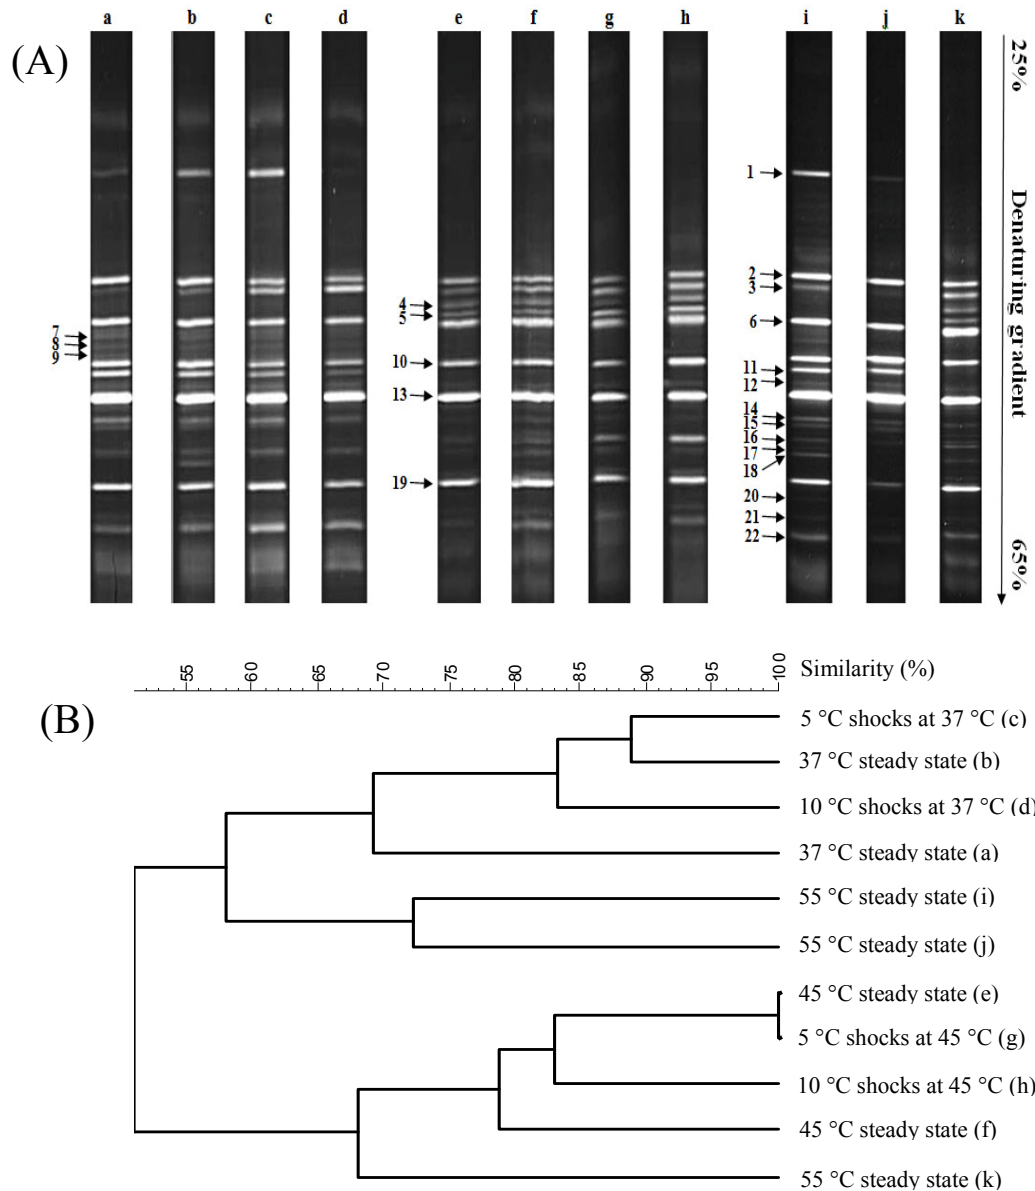 a b c d e f g h i j k
(A)
25%
Denaturing gradient
65%
1
2
3
4
5
6
7
8
9
10
11
12
13
14
15
16
17
18
19
20
21
22
55 60 65 70 75 80 85 90 95 100
Similarity (%)
(B)
5 °C shocks at 37 °C (c)
37 °C steady state (b)
10 °C shocks at 37 °C (d)
37 °C steady state (a)
55 °C steady state (i)
55 °C steady state (j)
45 °C steady state (e)
5 °C shocks at 45 °C (g)
10 °C shocks at 45 °C (h)
45 °C steady state (f)
55 °C steady state (k)